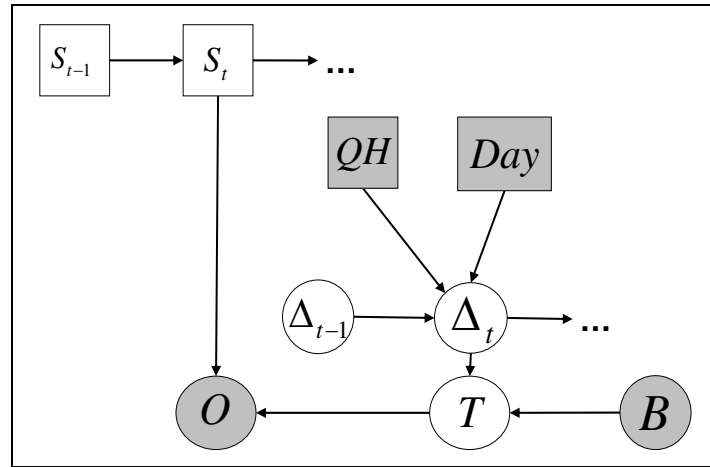 S_{t-1} S_t ...
QH Day
Δ_{t-1} Δ_t ...
O T B